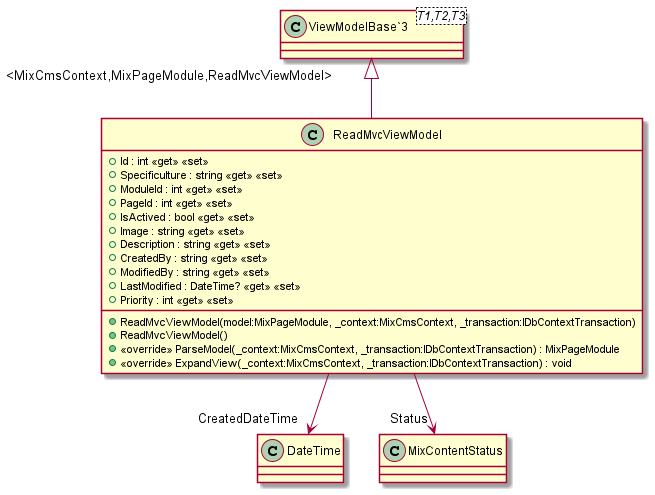 C ViewModelBase`3 T1,T2,T3
<MixCmsContext,MixPageModule,ReadMvcViewModel>
C ReadMvcViewModel
Id : int «get» «set»
Specificulture : string «get» «set»
ModuleId : int «get» «set»
PageId : int «get» «set»
IsActived : bool «get» «set»
Image : string «get» «set»
Description : string «get» «set»
CreatedBy : string «get» «set»
ModifiedBy : string «get» «set»
LastModified : DateTime? «get» «set»
Priority : int «get» «set»
ReadMvcViewModel(model:MixPageModule, _context:MixCmsContext, _transaction:IDbContextTransaction)
ReadMvcViewModel()
«override» ParseModel(_context:MixCmsContext, _transaction:IDbContextTransaction) : MixPageModule
«override» ExpandView(_context:MixCmsContext, _transaction:IDbContextTransaction) : void
CreatedDateTime
Status
C DateTime
C MixContentStatus